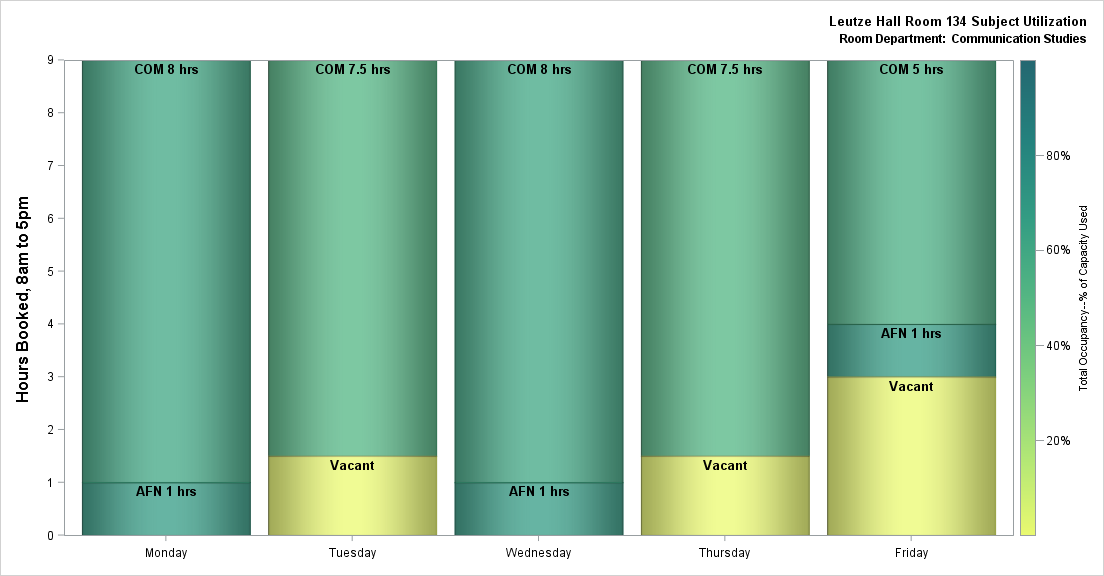 Leutze Hall Room 134 Subject Utilization
Room Department: Communication Studies
Hours Booked, 8am to 5pm
9
8
7
6
5
4
3
2
1
0
COM 8 hrs
AFN 1 hrs
COM 7.5 hrs
Vacant
COM 8 hrs
AFN 1 hrs
COM 7.5 hrs
Vacant
COM 5 hrs
AFN 1 hrs
Vacant
Monday
Tuesday
Wednesday
Thursday
Friday
80%
60%
40%
20%
Total Occupancy--% of Capacity Used